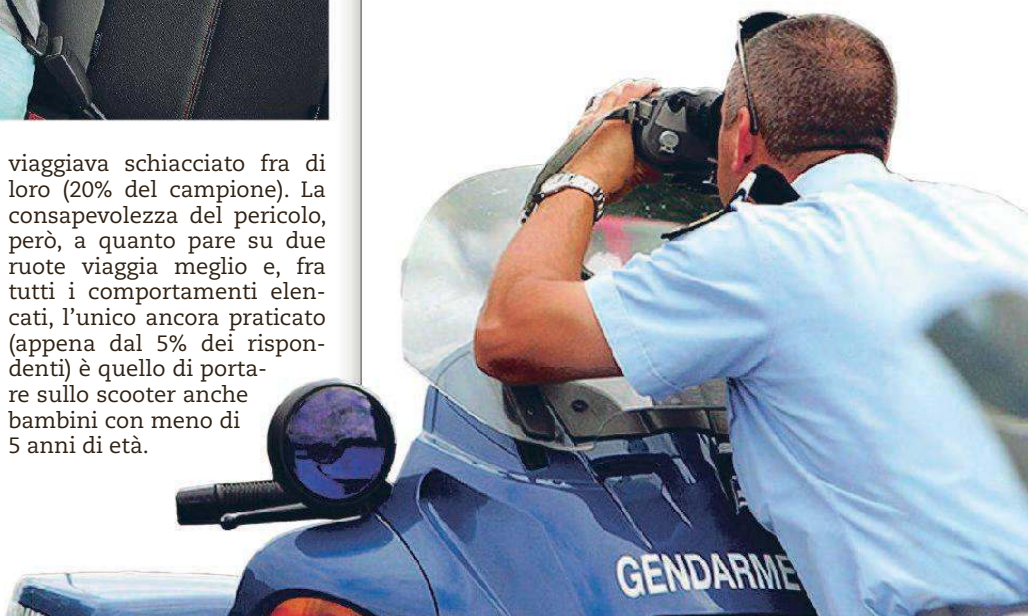 viaggiava schiacciato fra di
loro (20% del campione). La
consapevolezza del pericolo,
però, a quanto pare su due
ruote viaggia meglio e, fra
tutti i comportamenti elen-
cati, l’unico ancora praticato
(appena dal 5% dei rispon-
denti) è quello di porta-
re sullo scooter anche
bambini con meno di
5 anni di età.
GENDARME